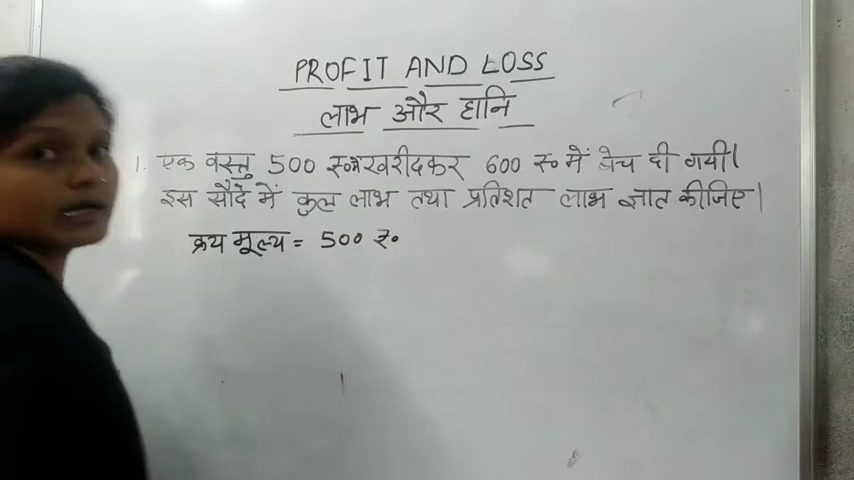 PROFIT AND LOSS
लाभ और हानि
1. एक वस्तु 500 रु० में खरीदकर 600 रु० में बेच दी गयी।
इस सौदे में कुल लाभ तथा प्रतिशत लाभ ज्ञात कीजिए।
क्रय मूल्य = 500 रु०